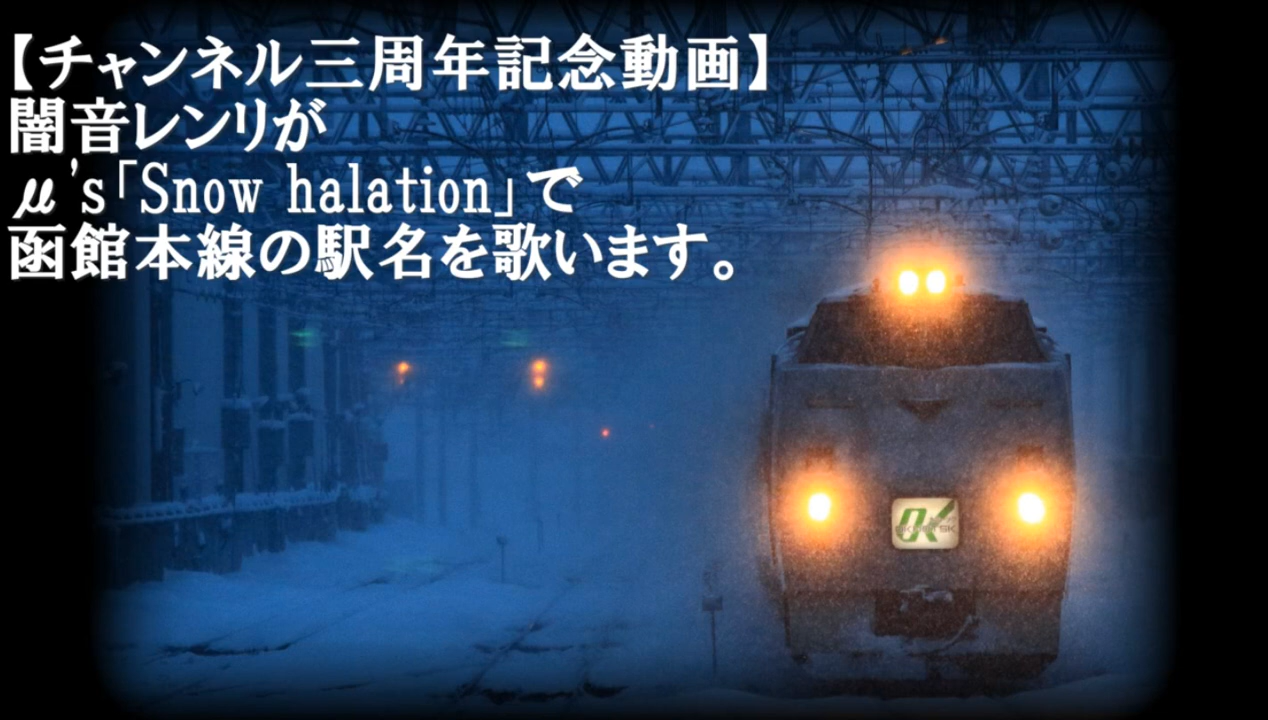 【チャンネル三周年記念動画】
闇音レンリが
μ's「Snow halation」で
函館本線の駅名を歌います。
OK